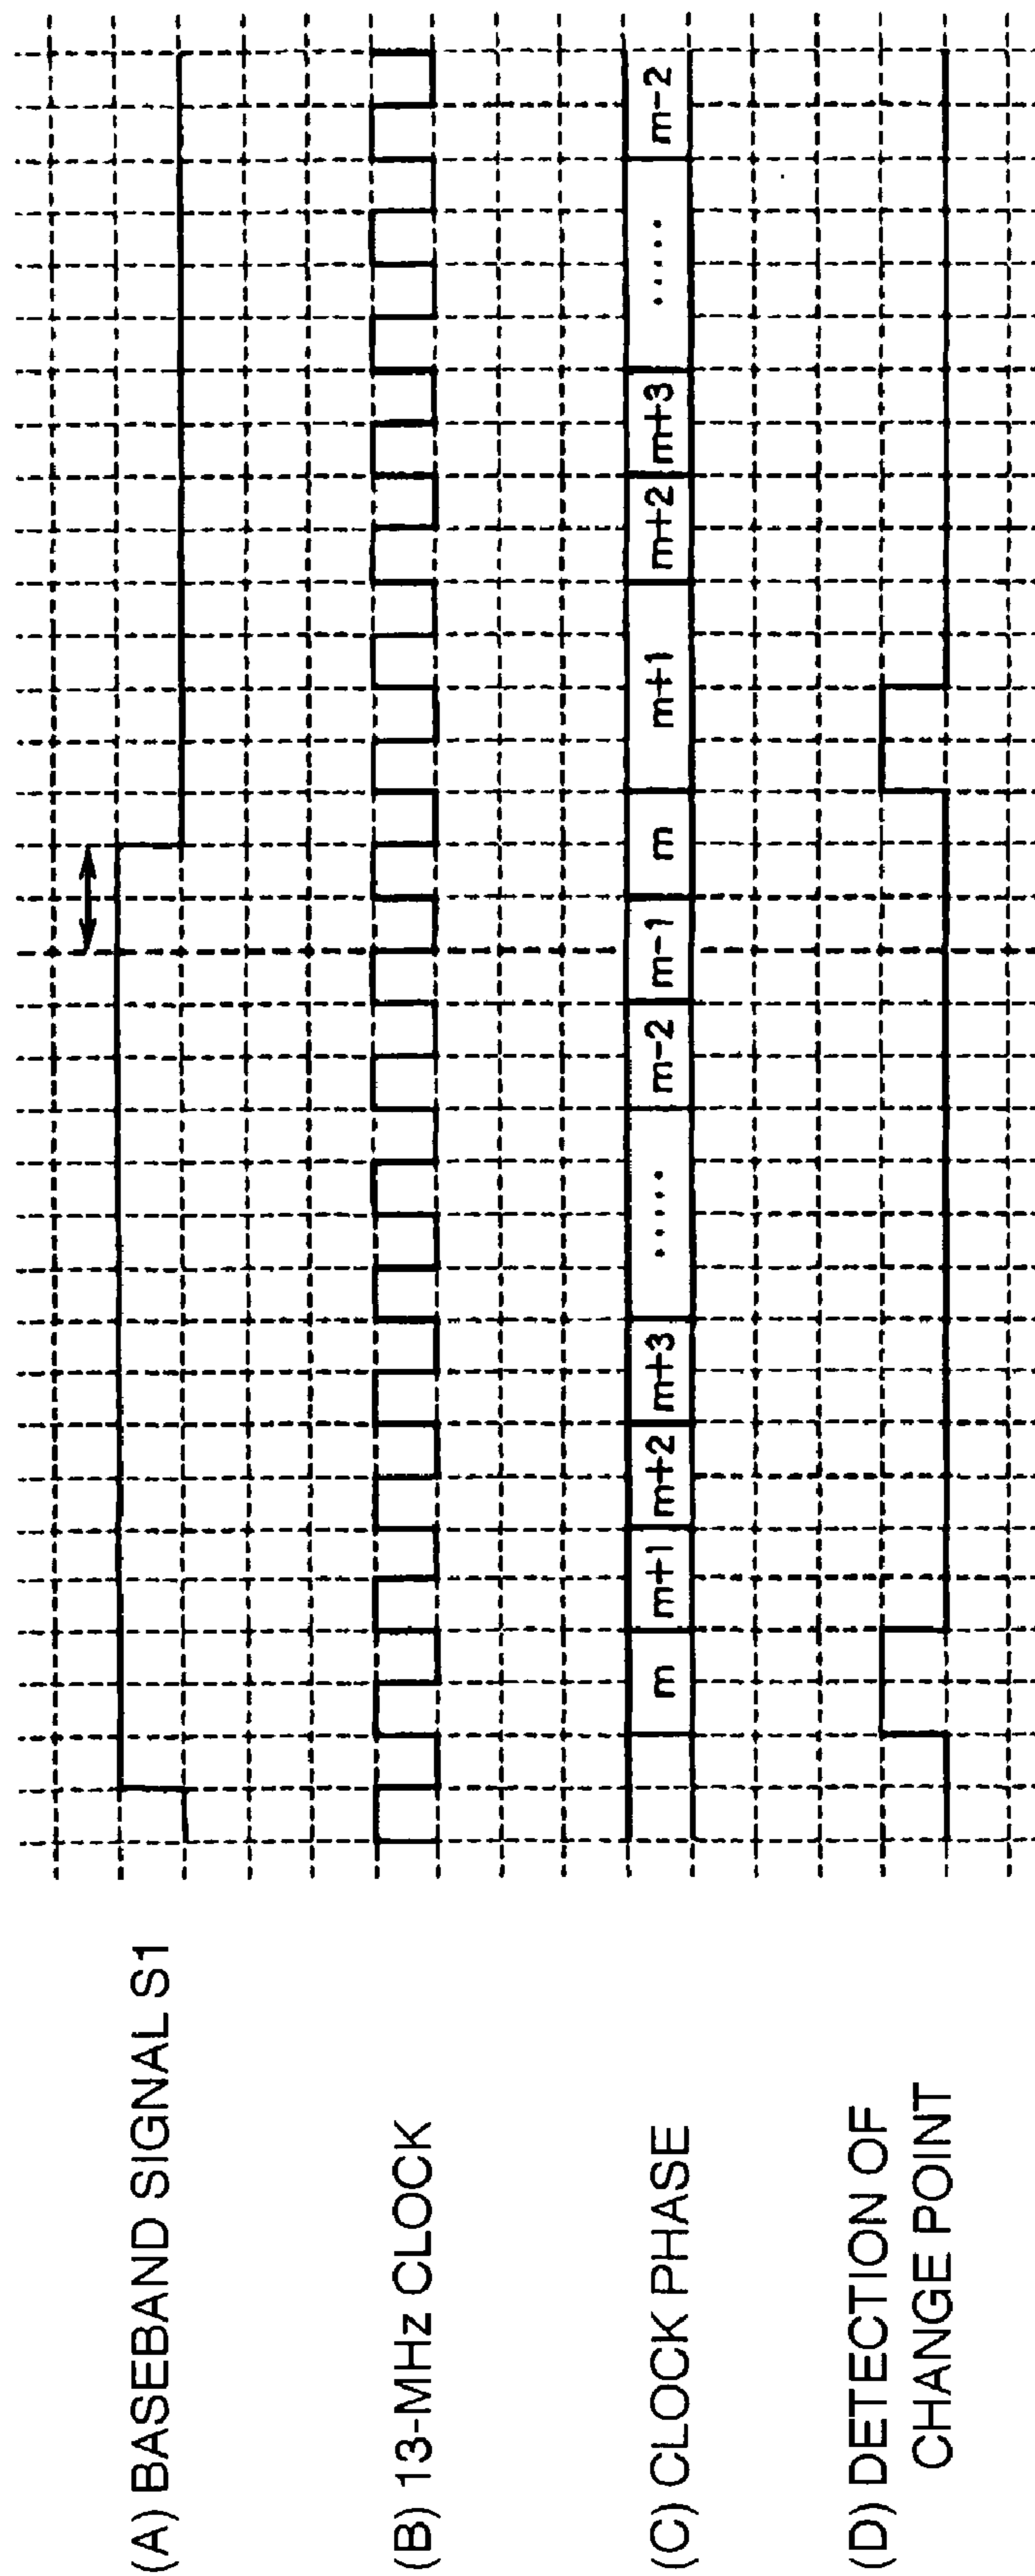 (A) BASEBAND SIGNAL S1
(B) 13-MHz CLOCK
(C) CLOCK PHASE
m m+1 m+2 m+3 ..... m-2 m-1 m m+1 m+2 m+3 ..... m-2
(D) DETECTION OF
CHANGE POINT